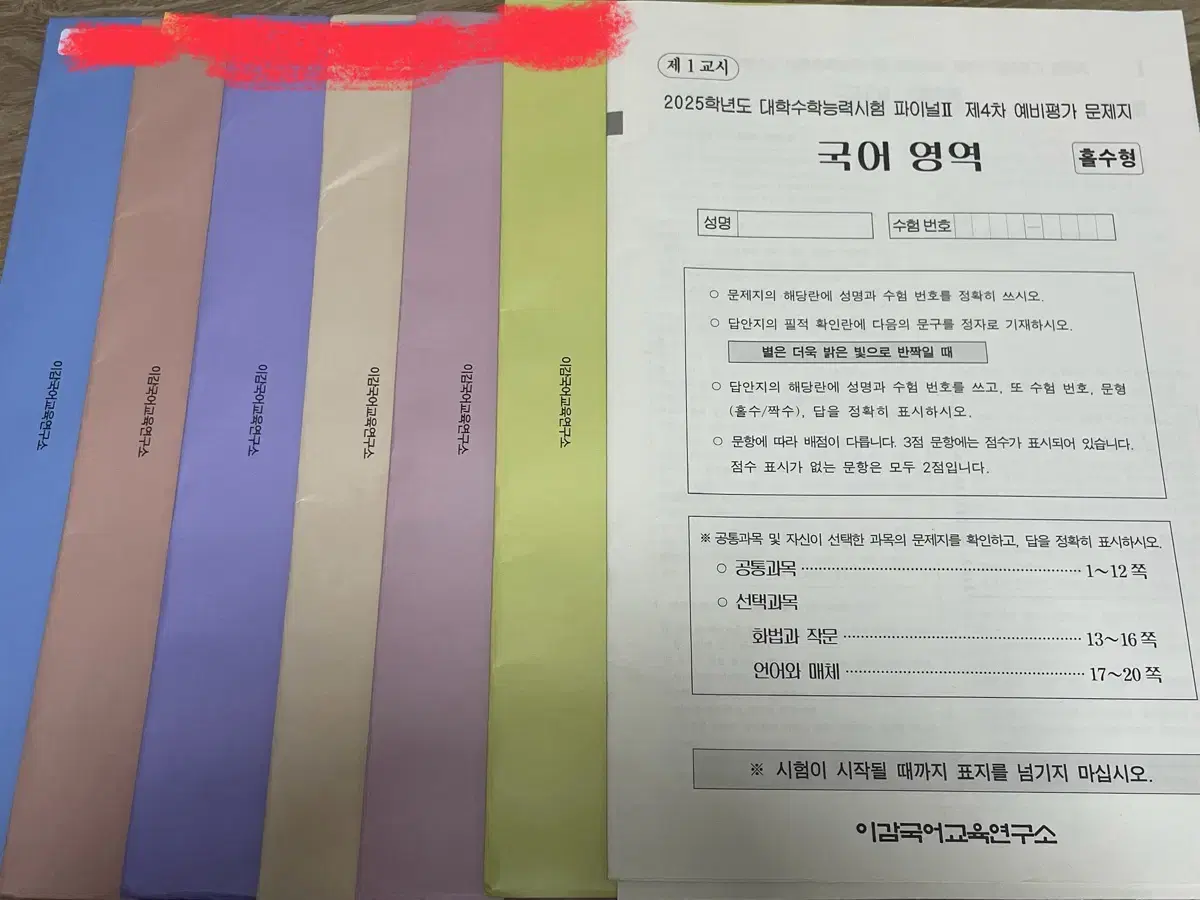 이감국어교육연구소
이감국어교육연구소
이감국어교육연구소
이감국어교육연구소
이감국어교육연구소
이감국어교육연구소
제 1 교시
2025학년도 대학수학능력시험 파이널Ⅱ 제4차 예비평가 문제지
국어 영역
홀수형
성명
수험 번호
―
○ 문제지의 해당란에 성명과 수험 번호를 정확히 쓰시오.
○ 답안지의 필적 확인란에 다음의 문구를 정자로 기재하시오.
별은 더욱 밝은 빛으로 반짝일 때
○ 답안지의 해당란에 성명과 수험 번호를 쓰고, 또 수험 번호, 문형
(홀수/짝수), 답을 정확히 표시하시오.
○ 문항에 따라 배점이 다릅니다. 3점 문항에는 점수가 표시되어 있습니다.
점수 표시가 없는 문항은 모두 2점입니다.
※ 공통과목 및 자신이 선택한 과목의 문제지를 확인하고, 답을 정확히 표시하시오.
○ 공통과목 ························ 1~12 쪽
○ 선택과목
화법과 작문 ························ 13~16 쪽
언어와 매체 ························ 17~20 쪽
※ 시험이 시작될 때까지 표지를 넘기지 마십시오.
이감국어교육연구소